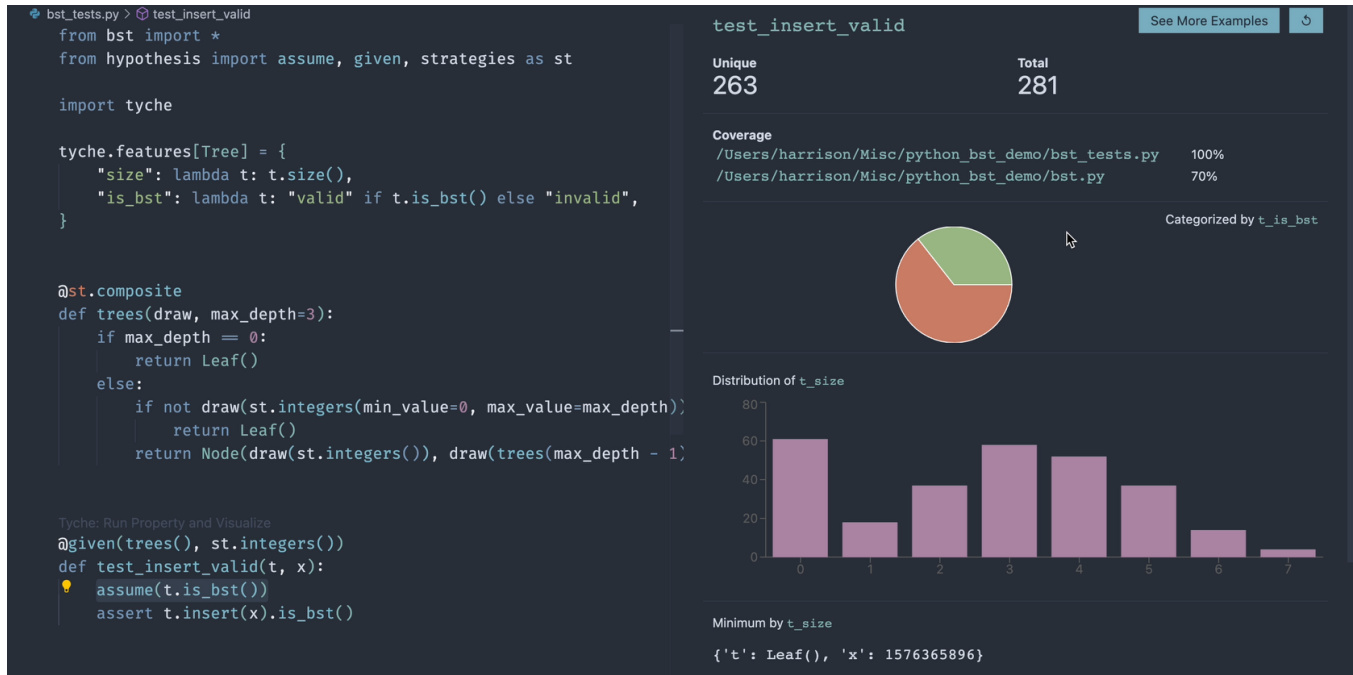 bst_tests.py > test_insert_valid
from bst import *
from hypothesis import assume, given, strategies as st
import tyche
tyche.features[Tree] = {
"size": lambda t: t.size(),
"is_bst": lambda t: "valid" if t.is_bst() else "invalid",
}
@st.composite
def trees(draw, max_depth=3):
if max_depth == 0:
return Leaf()
else:
if not draw(st.integers(min_value=0, max_value=max_depth)):
return Leaf()
return Node(draw(st.integers()), draw(trees(max_depth - 1)
Tyche: Run Property and Visualize
@given(trees(), st.integers())
def test_insert_valid(t, x):
assume(t.is_bst())
assert t.insert(x).is_bst()
test_insert_valid
See More Examples
Unique
263
Total
281
Coverage
/Users/harrison/Misc/python_bst_demo/bst_tests.py 100%
/Users/harrison/Misc/python_bst_demo/bst.py 70%
Categorized by t_is_bst
Distribution of t_size
80
60
40
20
0
0 1 2 3 4 5 6 7
Minimum by t_size
{'t': Leaf(), 'x': 1576365896}